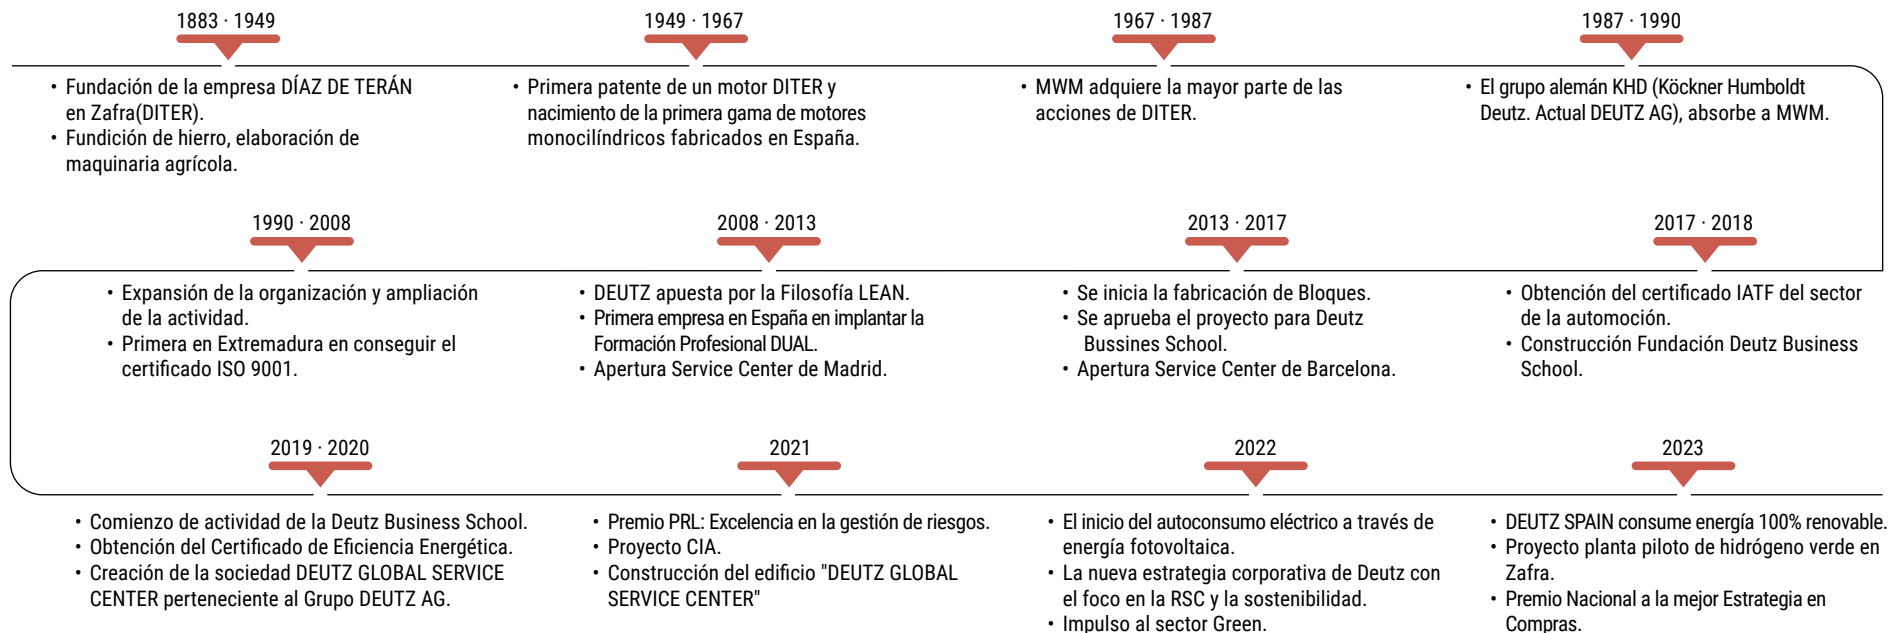 1883 · 1949
• Fundación de la empresa DÍAZ DE TERÁN
en Zafra(DITER).
• Fundición de hierro, elaboración de
maquinaria agrícola.
1949 · 1967
• Primera patente de un motor DITER y
nacimiento de la primera gama de motores
monocilíndricos fabricados en España.
1967 · 1987
• MWM adquiere la mayor parte de las
acciones de DITER.
1987 · 1990
• El grupo alemán KHD (Köckner Humboldt
Deutz. Actual DEUTZ AG), absorbe a MWM.
1990 · 2008
• Expansión de la organización y ampliación
de la actividad.
• Primera en Extremadura en conseguir el
certificado ISO 9001.
2008 · 2013
• DEUTZ apuesta por la Filosofía LEAN.
• Primera empresa en España en implantar la
Formación Profesional DUAL.
• Apertura Service Center de Madrid.
2013 · 2017
• Se inicia la fabricación de Bloques.
• Se aprueba el proyecto para Deutz
Bussines School.
• Apertura Service Center de Barcelona.
2017 · 2018
• Obtención del certificado IATF del sector
de la automoción.
• Construcción Fundación Deutz Business
School.
2019 · 2020
• Comienzo de actividad de la Deutz Business School.
• Obtención del Certificado de Eficiencia Energética.
• Creación de la sociedad DEUTZ GLOBAL SERVICE
CENTER perteneciente al Grupo DEUTZ AG.
2021
• Premio PRL: Excelencia en la gestión de riesgos.
• Proyecto CIA.
• Construcción del edificio "DEUTZ GLOBAL
SERVICE CENTER"
2022
• El inicio del autoconsumo eléctrico a través de
energía fotovoltaica.
• La nueva estrategia corporativa de Deutz con
el foco en la RSC y la sostenibilidad.
• Impulso al sector Green.
2023
• DEUTZ SPAIN consume energía 100% renovable.
• Proyecto planta piloto de hidrógeno verde en
Zafra.
• Premio Nacional a la mejor Estrategia en
Compras.